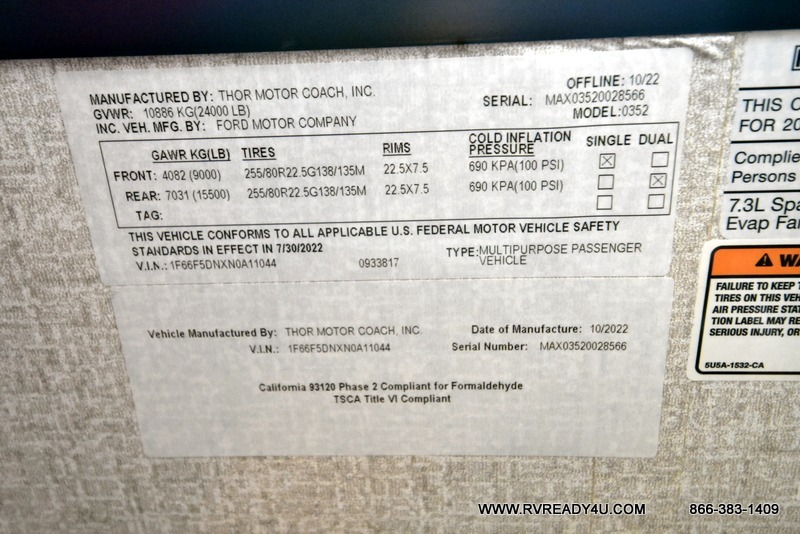 OFFLINE: 10/22
MANUFACTURED BY: THOR MOTOR COACH, INC.
SERIAL: MAX03520028566
GVWR: 10886 KG(24000 LB)
MODEL:0352
INC. VEH. MFG. BY: FORD MOTOR COMPANY
GAWR KG(LB) TIRES RIMS COLD INFLATION PRESSURE SINGLE DUAL
FRONT: 4082 (9000) 255/80R22.5G138/135M 22.5X7.5 690 KPA(100 PSI) ☒ ☐
REAR: 7031 (15500) 255/80R22.5G138/135M 22.5X7.5 690 KPA(100 PSI) ☐ ☒
TAG: ☐ ☐
THIS VEHICLE CONFORMS TO ALL APPLICABLE U.S. FEDERAL MOTOR VEHICLE SAFETY
STANDARDS IN EFFECT IN 7/30/2022
TYPE:MULTIPURPOSE PASSENGER
VEHICLE
V.I.N.: 1F66F5DNXN0A11044 0933817
Vehicle Manufactured By: THOR MOTOR COACH, INC. Date of Manufacture: 10/2022
V.I.N.: 1F66F5DNXN0A11044 Serial Number: MAX03520028566
California 93120 Phase 2 Compliant for Formaldehyde
TSCA Title VI Compliant
THIS
FOR
Persons
7.3L
Evap
FAILURE TO KEEP
TIRES ON THIS
AIR PRESSURE
TION LABEL MAY
SERIOUS INJURY, OR
5U5A-1532-CA
WWW.RVREADY4U.COM 866-383-1409